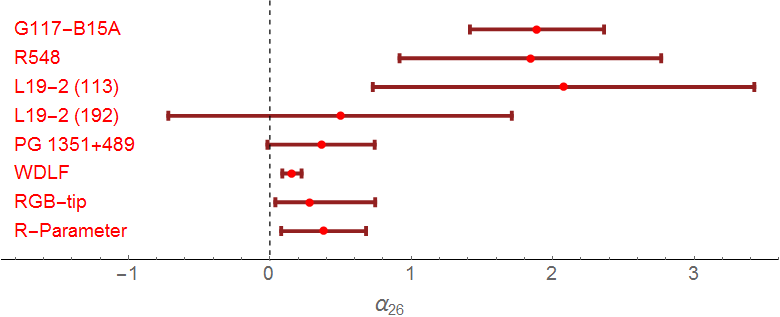 G117−B15A
R548
L19−2 (113)
L19−2 (192)
PG 1351+489
WDLF
RGB−tip
R−Parameter
−1 0 1 2 3
α26